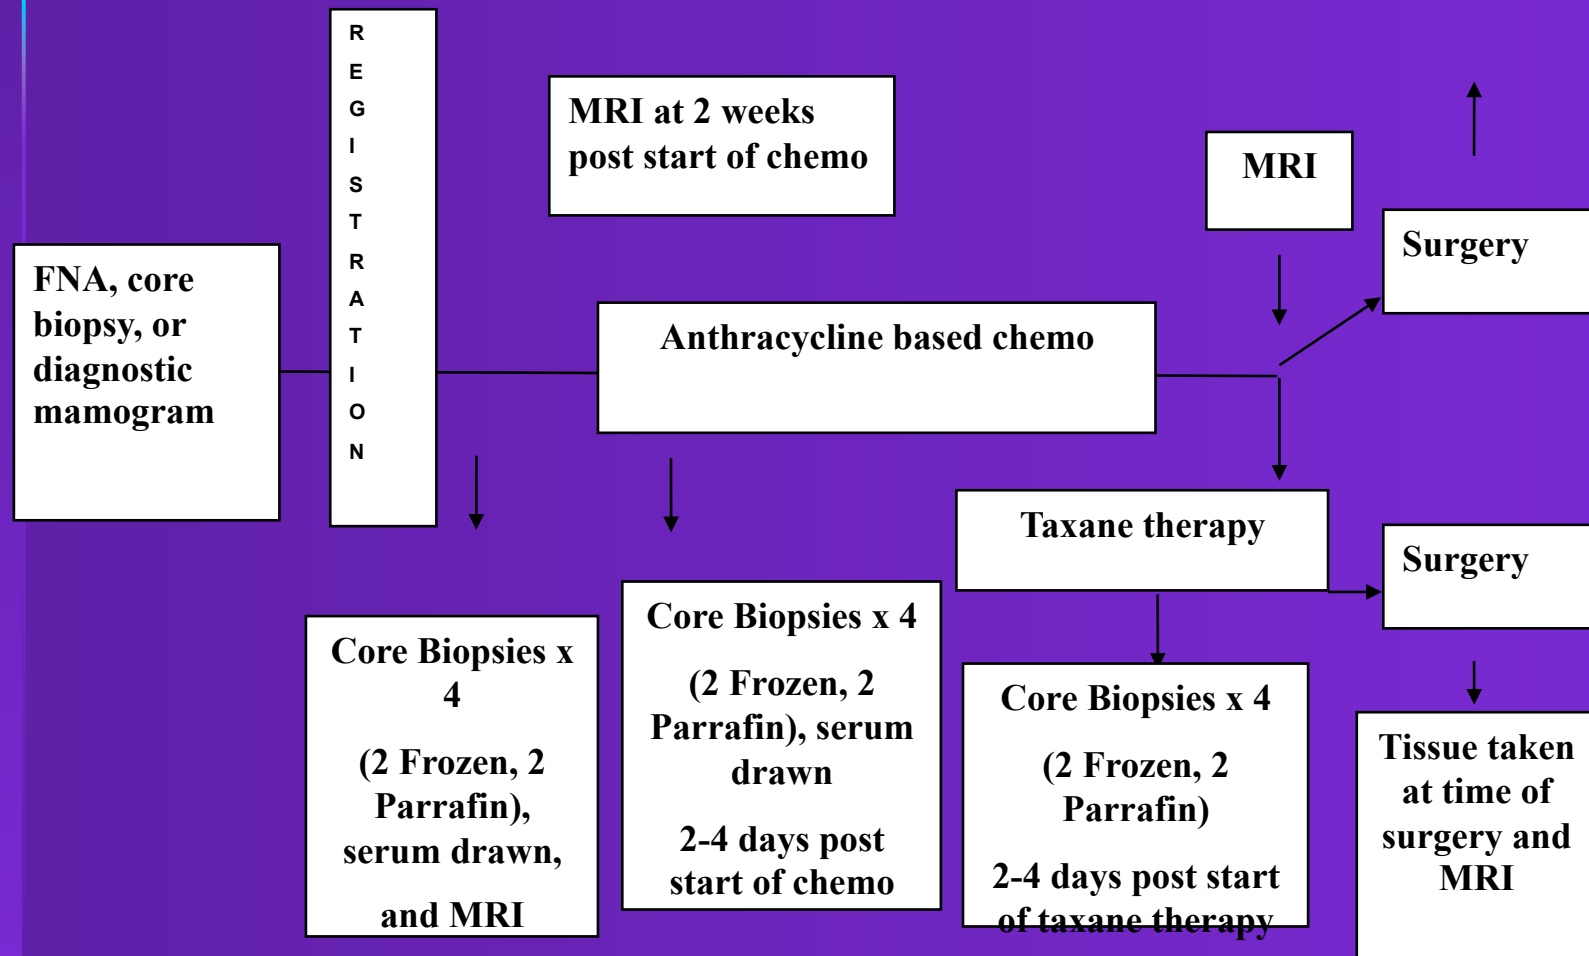 FNA, core
biopsy, or
diagnostic
mamogram
R
E
G
I
S
T
R
A
T
I
O
N
MRI at 2 weeks
post start of chemo
Anthracycline based chemo
MRI
Surgery
Taxane therapy
Surgery
Core Biopsies x
4
(2 Frozen, 2
Parrafin),
serum drawn,
and MRI
Core Biopsies x 4
(2 Frozen, 2
Parrafin), serum
drawn
2-4 days post
start of chemo
Core Biopsies x 4
(2 Frozen, 2
Parrafin)
2-4 days post start
of taxane therapy
Tissue taken
at time of
surgery and
MRI